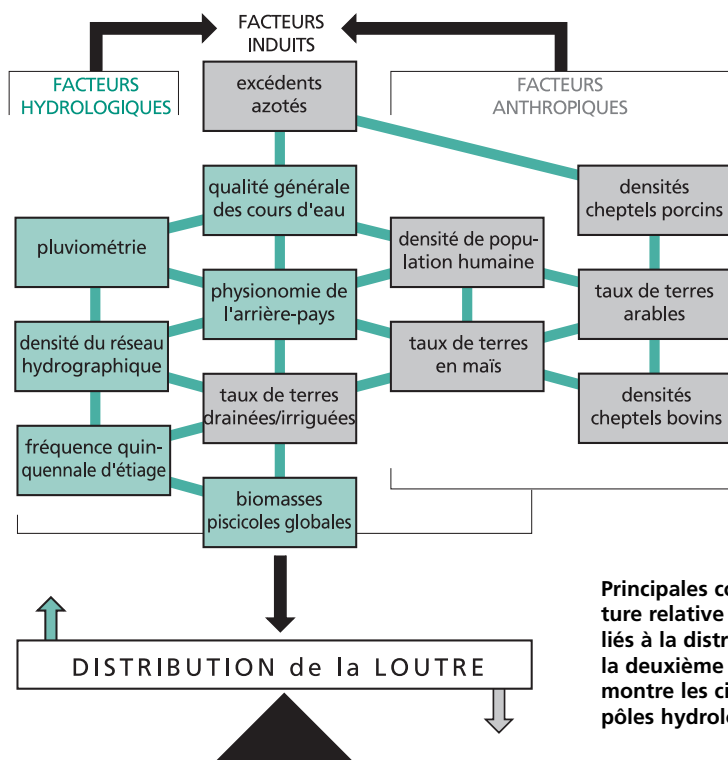 FACTEURS
INDUITS
FACTEURS
HYDROLOGIQUES
FACTEURS
ANTHROPIQUES
excédents
azotés
qualité générale
des cours d'eau
densités
cheptels porcins
pluviométrie
densité de popu-
lation humaine
physionomie de
l'arrière-pays
taux de terres
arables
densité du réseau
hydrographique
taux de terres
en maïs
taux de terres
drainées/irriguées
densités
cheptels bovins
fréquence quin-
quennale d'étiage
biomasses
piscicoles globales
DISTRIBUTION de la LOUTRE
Principales co
ture relative
liés à la distr
la deuxième
montre les ci
pôles hydrolo